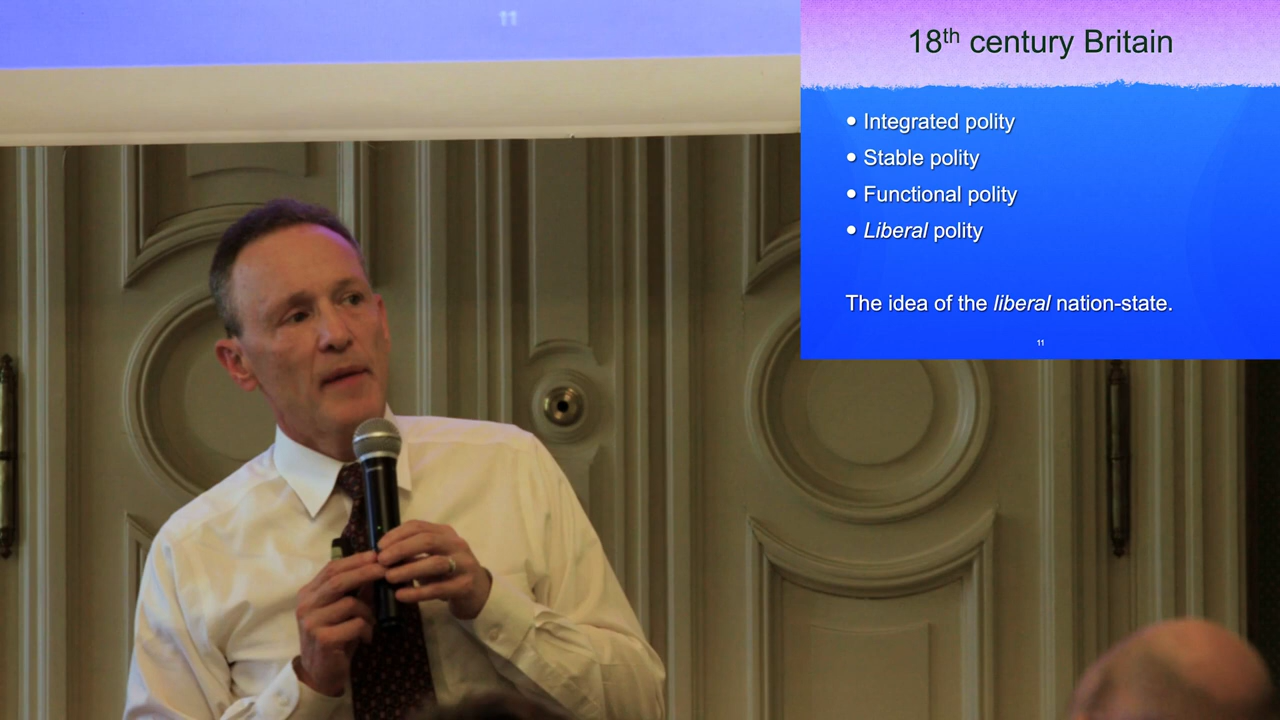 11
18th century Britain
• Integrated polity
• Stable polity
• Functional polity
• Liberal polity
The idea of the liberal nation-state.
11